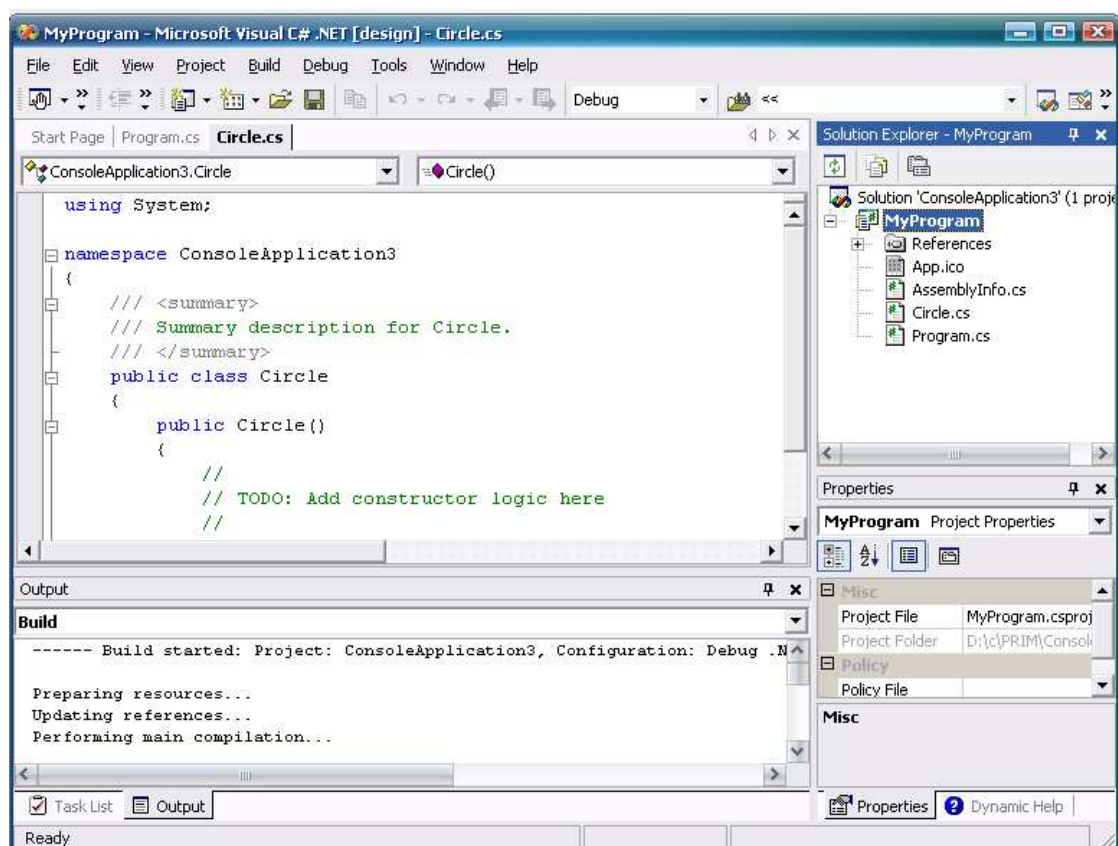 MyProgram - Microsoft Visual C# .NET [design] - Circle.cs
File Edit View Project Build Debug Tools Window Help
Debug <<
Start Page Program.cs Circle.cs
ConsoleApplication3.Circle Circle()
using System;
namespace ConsoleApplication3
{
/// <summary>
/// Summary description for Circle.
/// </summary>
public class Circle
{
public Circle()
{
//
// TODO: Add constructor logic here
//
Output
Build
------ Build started: Project: ConsoleApplication3, Configuration: Debug .N
Preparing resources...
Updating references...
Performing main compilation...
Task List Output
Ready
Solution Explorer - MyProgram
Solution 'ConsoleApplication3' (1 proje
MyProgram
References
App.ico
AssemblyInfo.cs
Circle.cs
Program.cs
Properties
MyProgram Project Properties
Misc
Project File MyProgram.csproj
Project Folder D:\c\PRIM\Consol
Policy
Policy File
Misc
Properties Dynamic Help